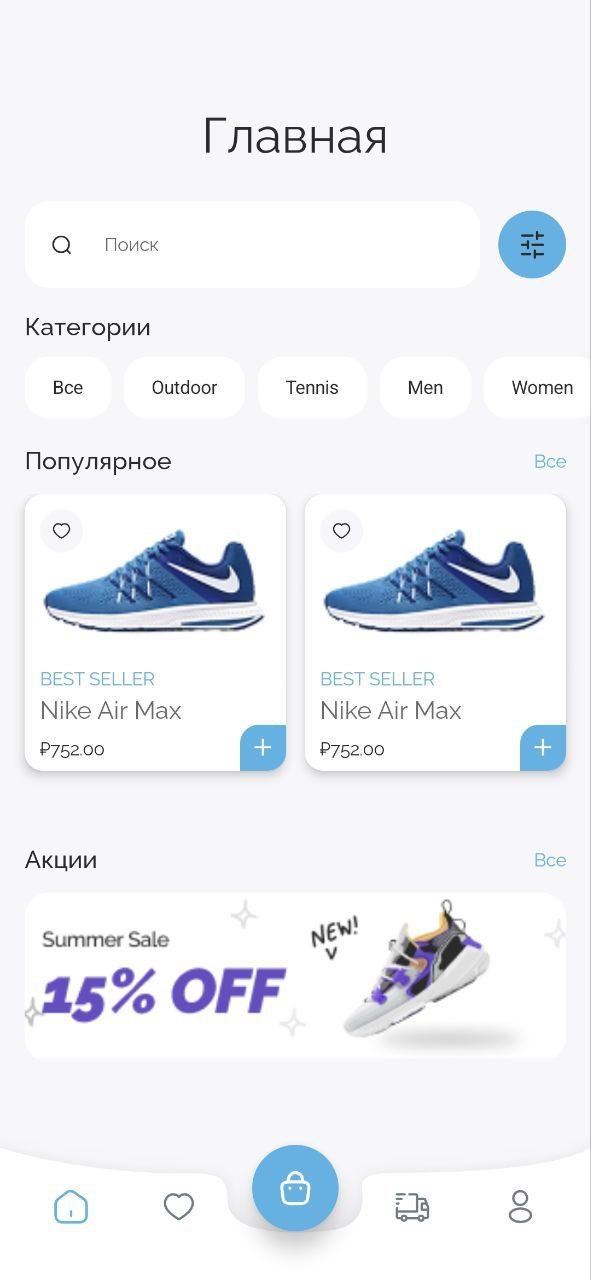 Главная
Поиск
Категории
Все
Outdoor
Tennis
Men
Women
Популярное
Все
BEST SELLER
Nike Air Max
₽752.00
BEST SELLER
Nike Air Max
₽752.00
Акции
Все
Summer Sale
15% OFF
NEW!